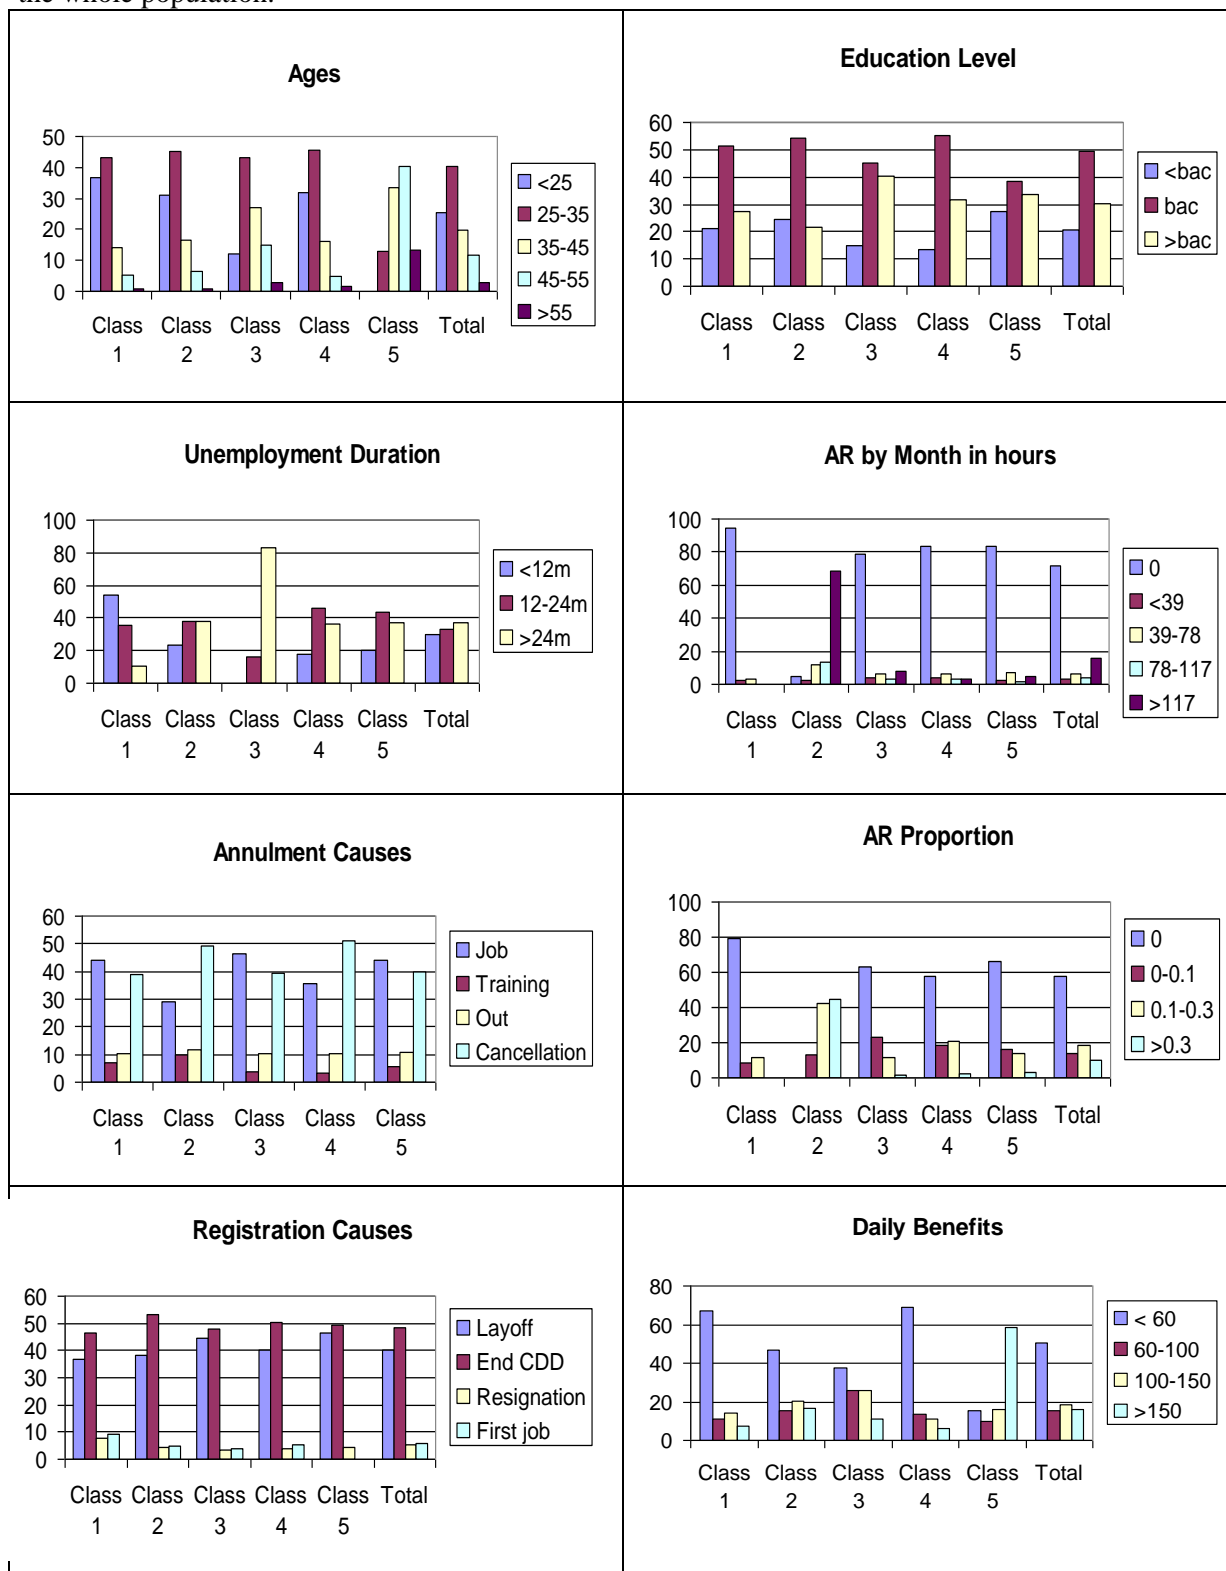 the whole population.
Ages
50
40
30
20
10
0
Class 1
Class 2
Class 3
Class 4
Class 5
Total
<25
25-35
35-45
45-55
>55
Education Level
60
50
40
30
20
10
0
Class 1
Class 2
Class 3
Class 4
Class 5
Total
<bac
bac
>bac
Unemployment Duration
100
80
60
40
20
0
Class 1
Class 2
Class 3
Class 4
Class 5
Total
<12m
12-24m
>24m
AR by Month in hours
100
80
60
40
20
0
Class 1
Class 2
Class 3
Class 4
Class 5
Total
0
<39
39-78
78-117
>117
Annulment Causes
60
50
40
30
20
10
0
Class 1
Class 2
Class 3
Class 4
Class 5
Job
Training
Out
Cancellation
AR Proportion
100
80
60
40
20
0
Class 1
Class 2
Class 3
Class 4
Class 5
Total
0
0-0.1
0.1-0.3
>0.3
Registration Causes
60
50
40
30
20
10
0
Class 1
Class 2
Class 3
Class 4
Class 5
Total
Layoff
End CDD
Resignation
First job
Daily Benefits
80
60
40
20
0
Class 1
Class 2
Class 3
Class 4
Class 5
Total
< 60
60-100
100-150
>150